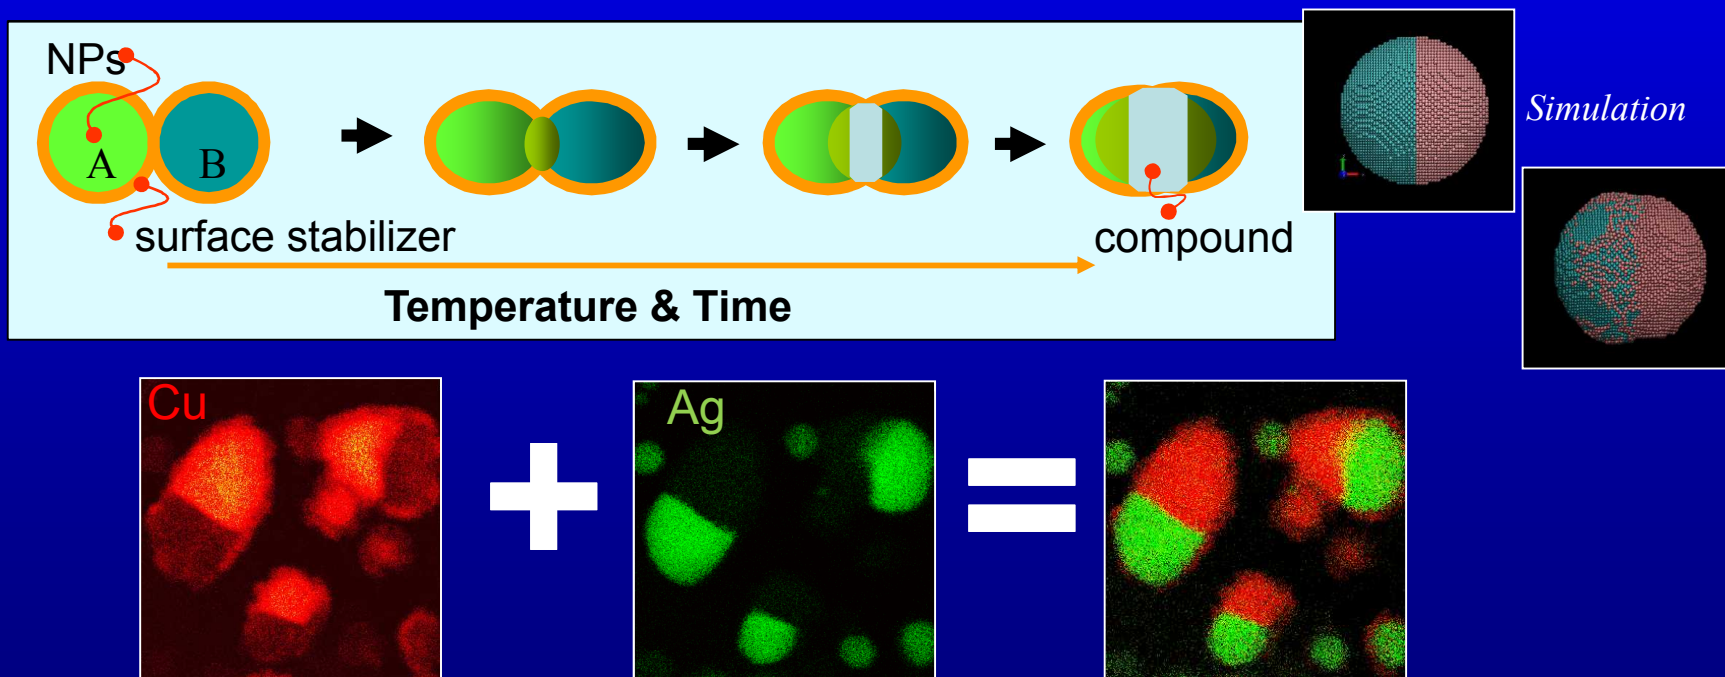 NPs
A
B
surface stabilizer
compound
Temperature & Time
Simulation
Cu
Ag